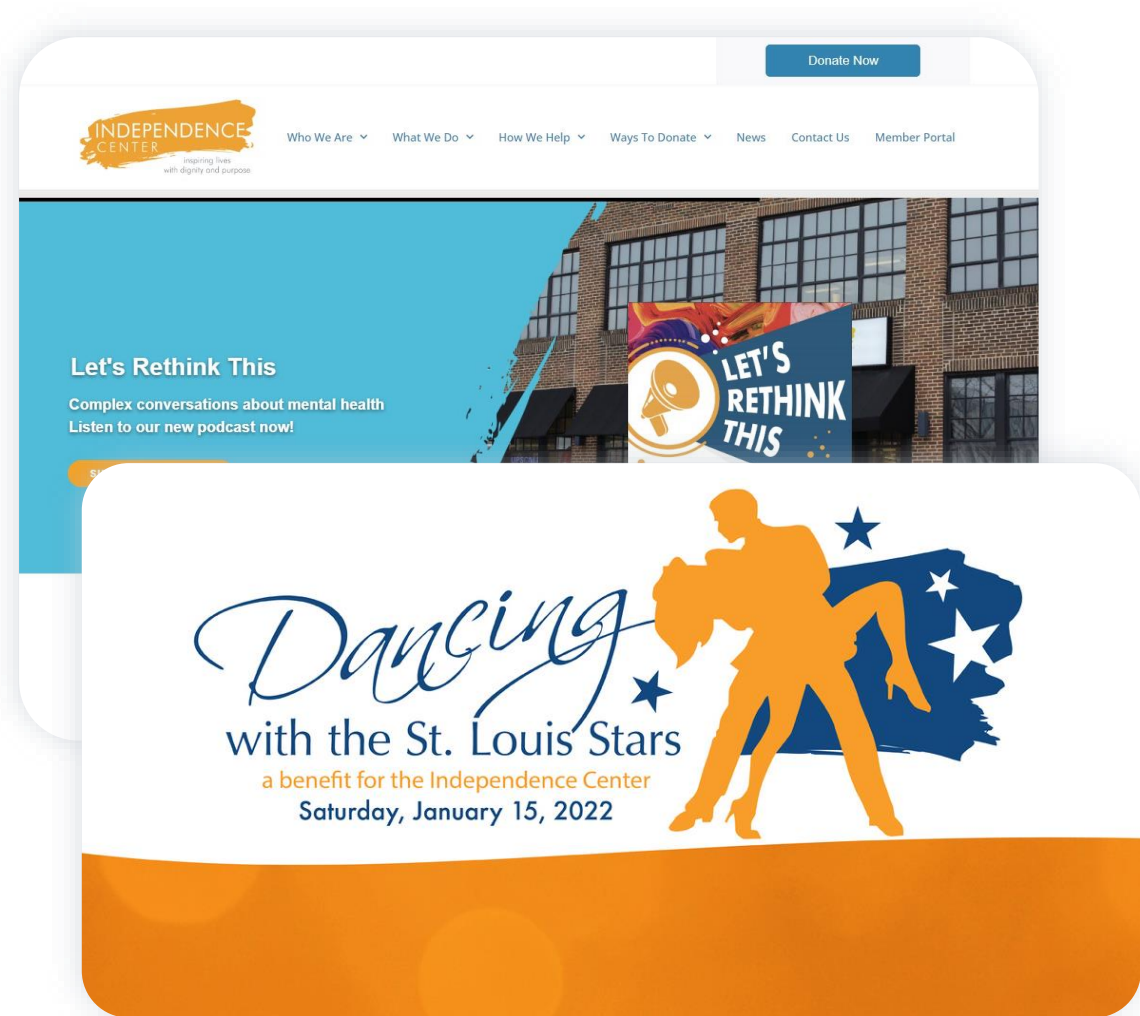 Donate Now
INDEPENDENCE
CENTER
inspiring lives
with dignity and purpose
Who We Are
What We Do
How We Help
Ways To Donate
News
Contact Us
Member Portal
Let's Rethink This
Complex conversations about mental health
Listen to our new podcast now!
LET'S
RETHINK
THIS
Dancing
with the St. Louis Stars
a benefit for the Independence Center
Saturday, January 15, 2022